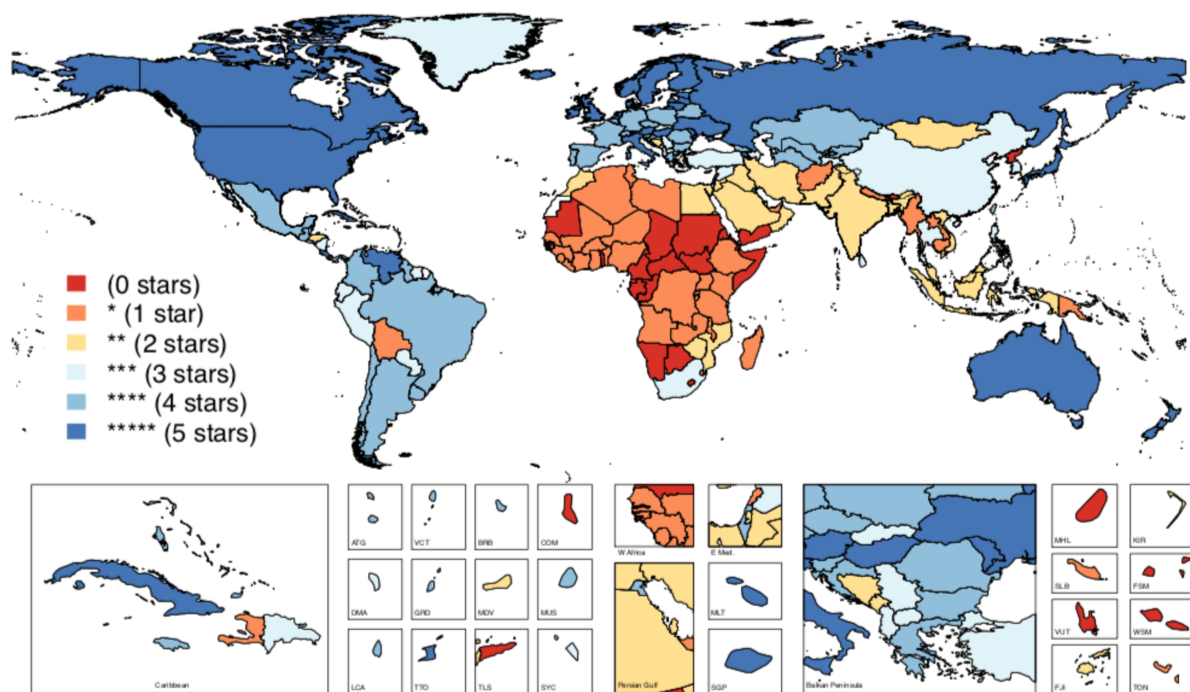 (0 stars)
* (1 star)
** (2 stars)
*** (3 stars)
**** (4 stars)
***** (5 stars)
ATG
VCT
BRB
COM
W Africa
E Med.
MHL
KIR
DMA
GRD
MDV
MUS
MLT
SLB
FSM
Caribbean
LCA
TTO
TLS
SYC
Persian Gulf
SGP
Balkan Peninsula
VUT
WSM
FJI
TON